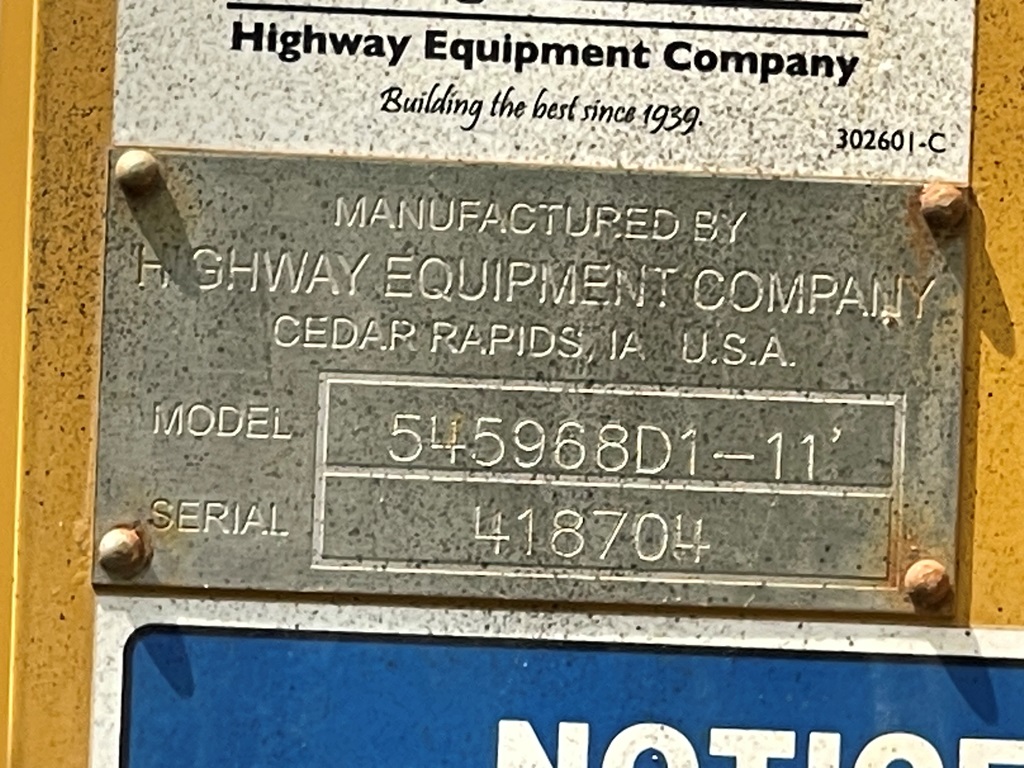 Highway Equipment Company
Building the best since 1939.
302601-C
MANUFACTURED BY
HIGHWAY EQUIPMENT COMPANY
CEDAR RAPIDS, IA U.S.A.
MODEL 545968D1-11'
SERIAL 418704
NOTICE